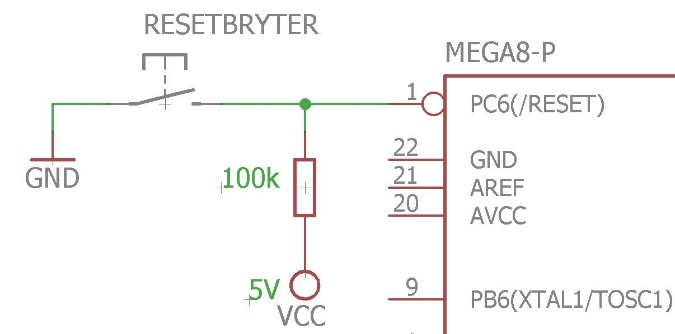 RESETBRYTER
MEGA8-P
1 PC6(/RESET)
22 GND
21 AREF
20 AVCC
9 PB6(XTAL1/TOSC1)
GND
100k
5V
VCC